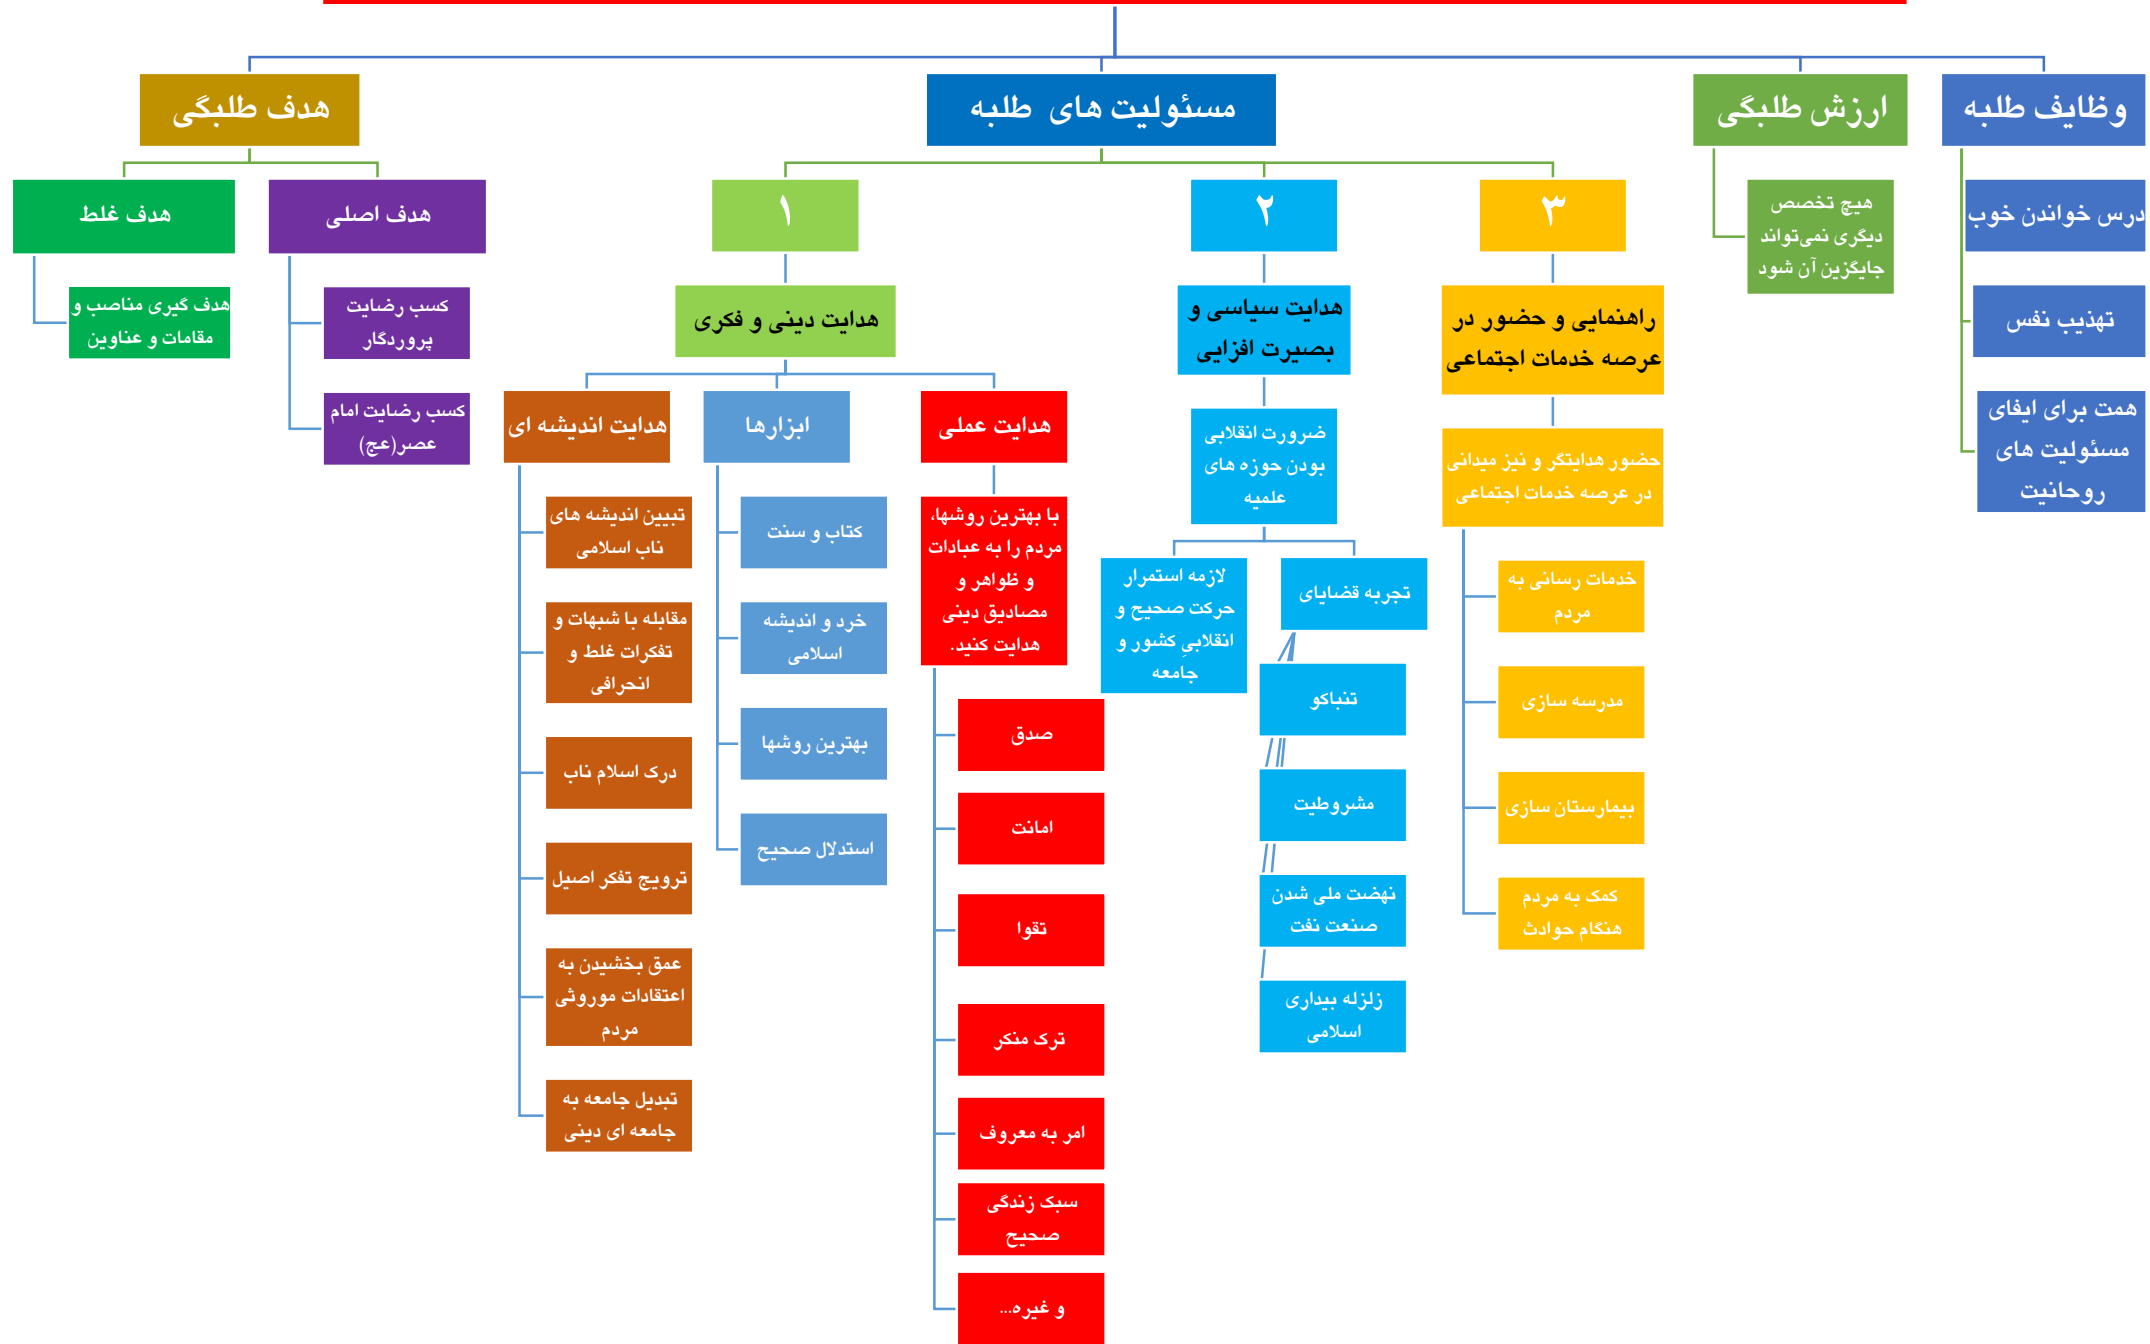 وظایف طلبه
درس خواندن خوب
تهذیب نفس
همت برای ایفای
مسئولیت های
روحانیت
ارزش طلبگی
هیچ تخصص
دیگری نمی‌تواند
جایگزین آن شود
مسئولیت های طلبه
۳
راهنمایی و حضور در
عرصه خدمات اجتماعی
حضور هدایتگر و نیز میدانی
در عرصه خدمات اجتماعی
خدمات رسانی به
مردم
مدرسه سازی
بیمارستان سازی
کمک به مردم
هنگام حوادث
۲
هدایت سیاسی و
بصیرت افزایی
ضرورت انقلابی
بودن حوزه های
علمیه
تجربه قضایای
تنباکو
مشروطیت
نهضت ملی شدن
صنعت نفت
زلزله بیداری
اسلامی
لازمه استمرار
حرکت صحیح و
انقلابیِ کشور و
جامعه
۱
هدایت دینی و فکری
هدایت عملی
با بهترین روشها،
مردم را به عبادات
و ظواهر و
مصادیق دینی
هدایت کنید.
صدق
امانت
تقوا
ترک منکر
امر به معروف
سبک زندگی
صحیح
و غیره...
ابزارها
کتاب و سنت
خرد و اندیشه
اسلامی
بهترین روشها
استدلال صحیح
هدایت اندیشه ای
تبیین اندیشه های
ناب اسلامی
مقابله با شبهات و
تفکرات غلط و
انحرافی
درک اسلام ناب
ترویج تفکر اصیل
عمق بخشیدن به
اعتقادات موروثی
مردم
تبدیل جامعه به
جامعه ای دینی
هدف طلبگی
هدف اصلی
کسب رضایت
پروردگار
کسب رضایت امام
عصر(عج)
هدف غلط
هدف گیری مناصب و
مقامات و عناوین